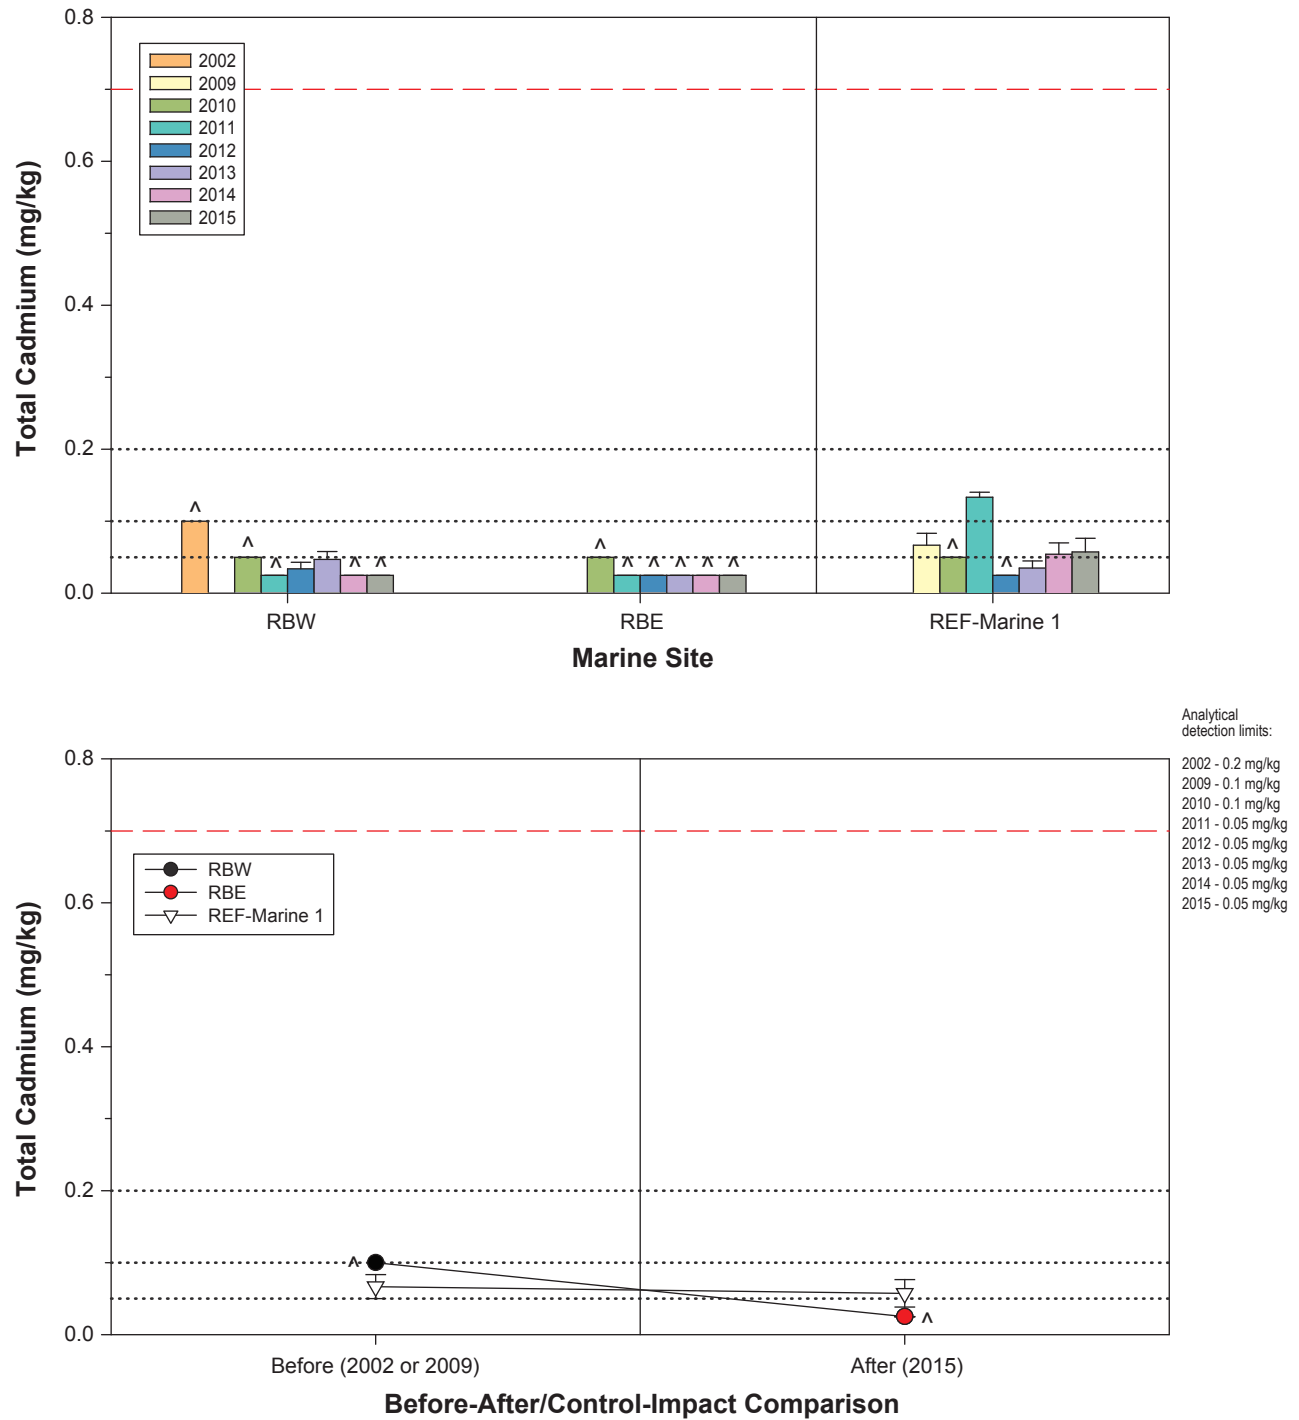 0.8
2002
2009
2010
2011
2012
2013
2014
2015
0.6
0.4
0.2
0.0
Total Cadmium (mg/kg)
^
^ ^ ^ ^
^ ^ ^ ^ ^ ^
^ ^
RBW RBE REF-Marine 1
Marine Site
Analytical
detection limits:
2002 - 0.2 mg/kg
2009 - 0.1 mg/kg
2010 - 0.1 mg/kg
2011 - 0.05 mg/kg
2012 - 0.05 mg/kg
2013 - 0.05 mg/kg
2014 - 0.05 mg/kg
2015 - 0.05 mg/kg
0.8
RBW
RBE
REF-Marine 1
0.6
0.4
0.2
0.0
Total Cadmium (mg/kg)
^
^
Before (2002 or 2009) After (2015)
Before-After/Control-Impact Comparison